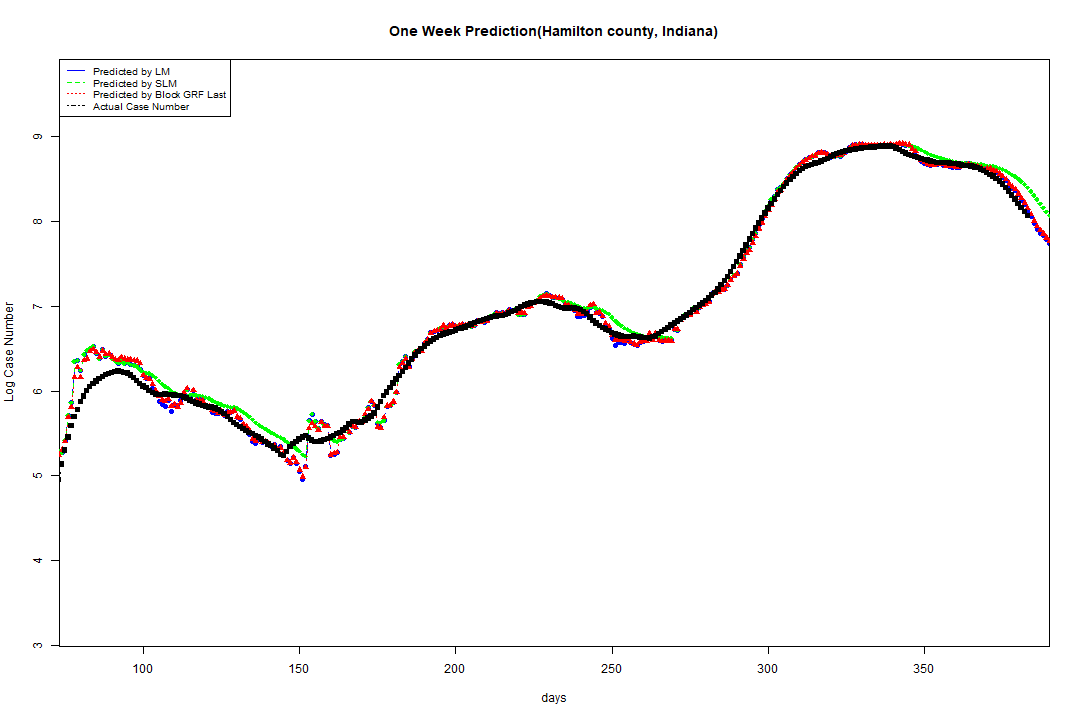 One Week Prediction(Hamilton county, Indiana)
Predicted by LM
Predicted by SLM
Predicted by Block GRF Last
Actual Case Number
9
8
7
6
5
4
3
Log Case Number
100 150 200 250 300 350
days